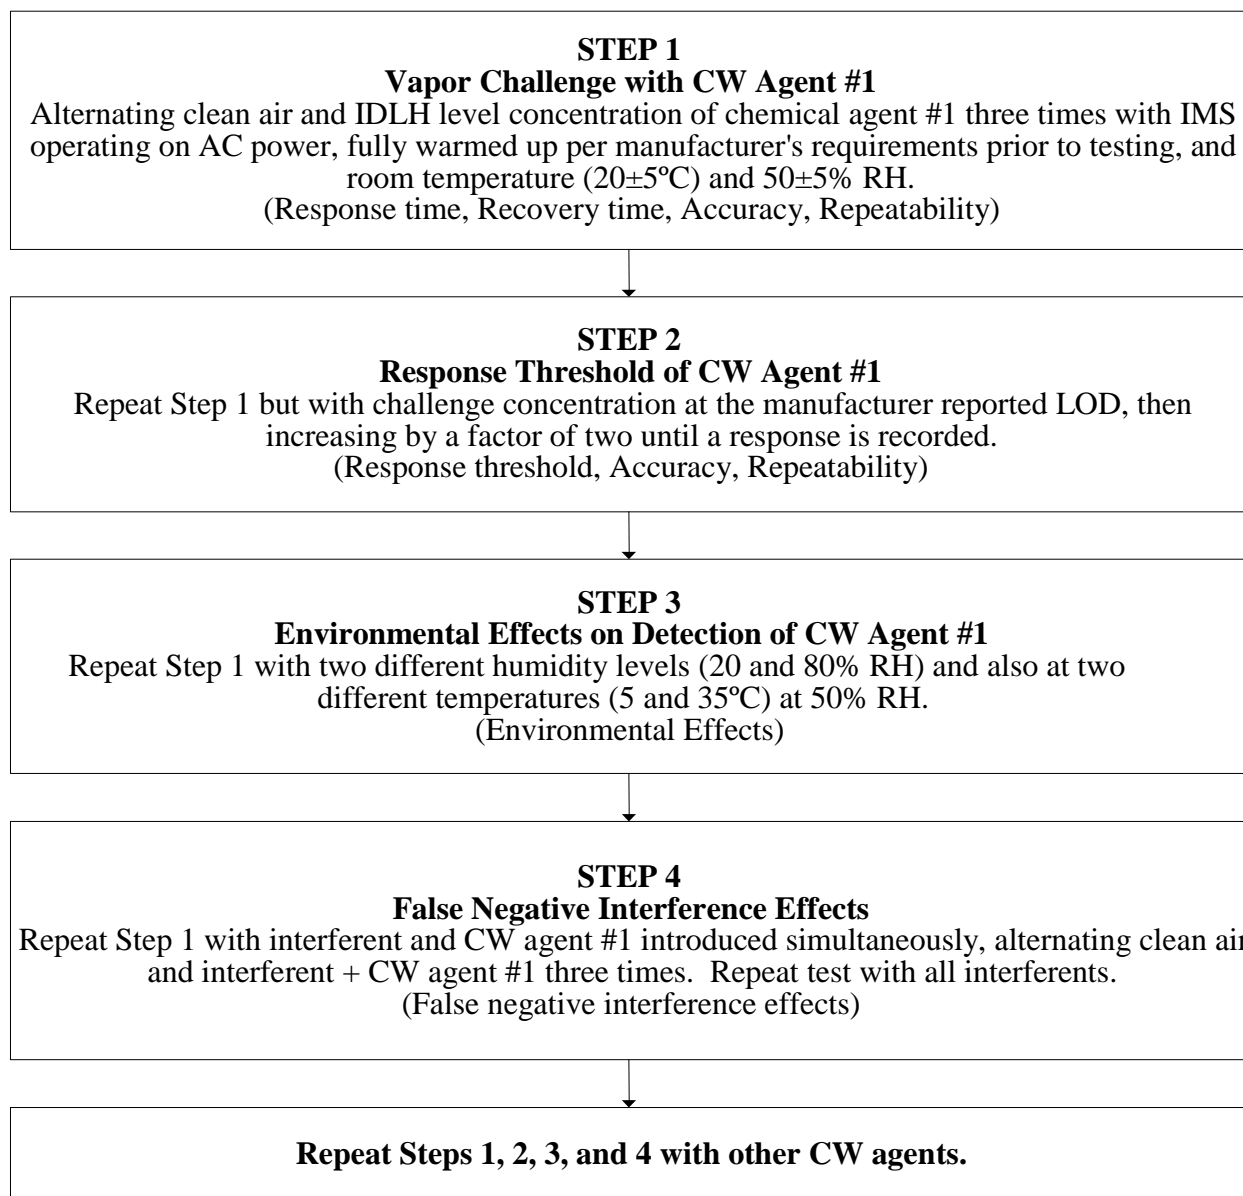 STEP 1
Vapor Challenge with CW Agent #1
Alternating clean air and IDLH level concentration of chemical agent #1 three times with IMS
operating on AC power, fully warmed up per manufacturer's requirements prior to testing, and
room temperature (20±5ºC) and 50±5% RH.
(Response time, Recovery time, Accuracy, Repeatability)
STEP 2
Response Threshold of CW Agent #1
Repeat Step 1 but with challenge concentration at the manufacturer reported LOD, then
increasing by a factor of two until a response is recorded.
(Response threshold, Accuracy, Repeatability)
STEP 3
Environmental Effects on Detection of CW Agent #1
Repeat Step 1 with two different humidity levels (20 and 80% RH) and also at two
different temperatures (5 and 35ºC) at 50% RH.
(Environmental Effects)
STEP 4
False Negative Interference Effects
Repeat Step 1 with interferent and CW agent #1 introduced simultaneously, alternating clean air
and interferent + CW agent #1 three times.  Repeat test with all interferents.
(False negative interference effects)
Repeat Steps 1, 2, 3, and 4 with other CW agents.